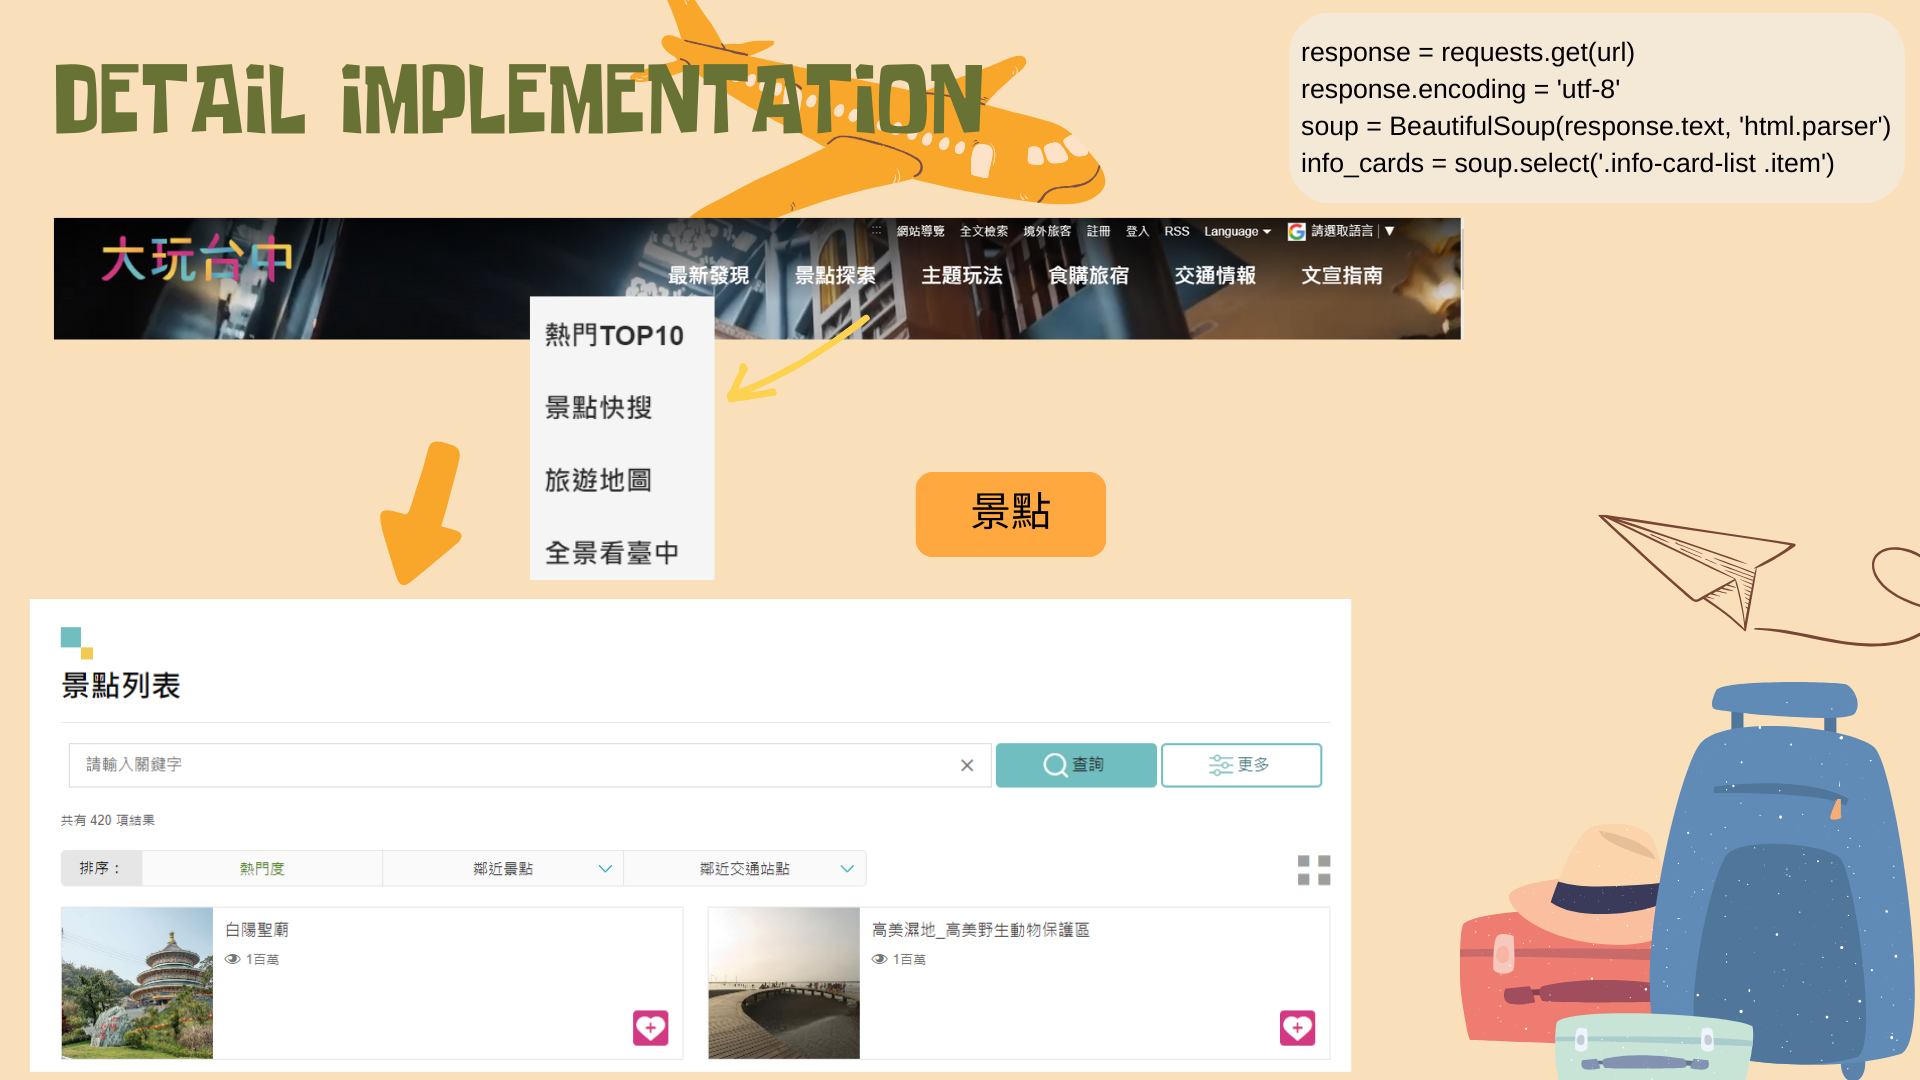 DETAIL IMPLEMENTATION
response = requests.get(url)
response.encoding = 'utf-8'
soup = BeautifulSoup(response.text, 'html.parser')
info_cards = soup.select('.info-card-list .item')
大玩台中
::: 網站導覽 全文檢索 境外旅客 註冊 登入 RSS Language 請選取語言 ▼
最新發現 景點探索 主題玩法 食購旅宿 交通情報 文宣指南
熱門TOP10
景點快搜
旅遊地圖
全景看臺中
景點
景點列表
請輸入關鍵字 × 查詢 更多
共有 420 項結果
排序： 熱門度 鄰近景點 鄰近交通站點
白陽聖廟
1百萬
高美濕地_高美野生動物保護區
1百萬